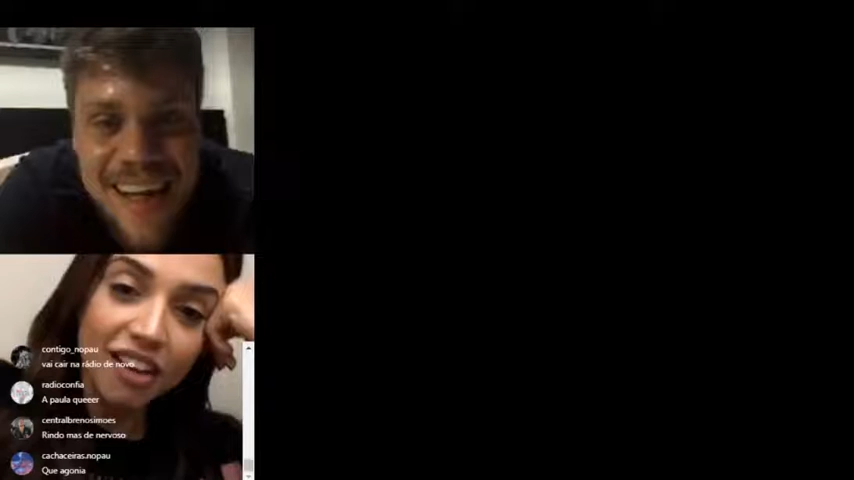 contigo_nopau
vai cair na rádio de novo
radioconfia
A paula queeer
centralbrenosimoes
Rindo mas de nervoso
cachaceiras.nopau
Que agonia